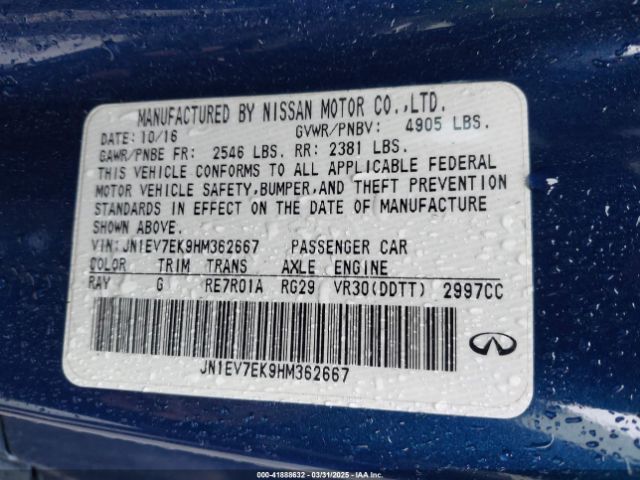 MANUFACTURED BY NISSAN MOTOR CO.,LTD.
DATE: 10/16 GVWR/PNBV: 4905 LBS.
GAWR/PNBE FR: 2546 LBS. RR: 2381 LBS.
THIS VEHICLE CONFORMS TO ALL APPLICABLE FEDERAL
MOTOR VEHICLE SAFETY,BUMPER,AND THEFT PREVENTION
STANDARDS IN EFFECT ON THE DATE OF MANUFACTURE
SHOWN ABOVE.
VIN: JN1EV7EK9HM362667 PASSENGER CAR
COLOR TRIM TRANS AXLE ENGINE
RAY G RE7R01A RG29 VR30(DDTT) 2997CC
JN1EV7EK9HM362667
000-41888632 - 03/31/2025 - IAA Inc.